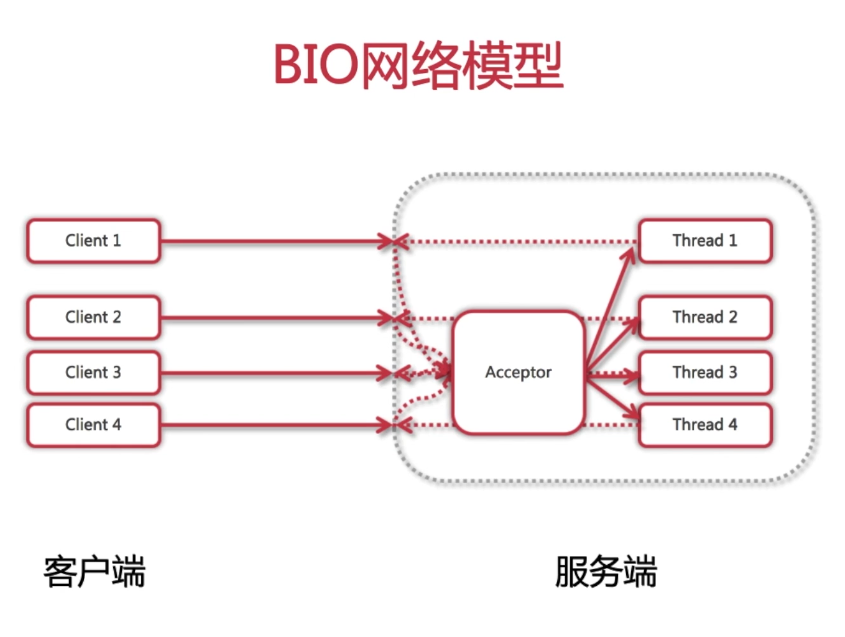 BIO网络模型
Client 1
Thread 1
Client 2
Thread 2
Client 3
Acceptor
Thread 3
Client 4
Thread 4
客户端
服务端